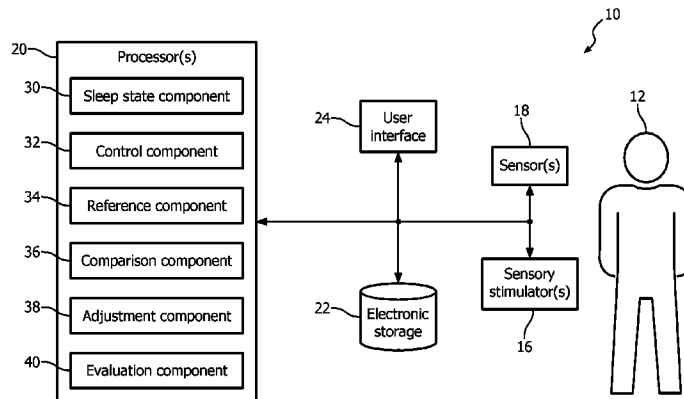 10
20
Processor(s)
30
Sleep state component
32
Control component
34
Reference component
36
Comparison component
38
Adjustment component
40
Evaluation component
24
User
interface
22
Electronic
storage
18
Sensor(s)
Sensory
stimulator(s)
16
12